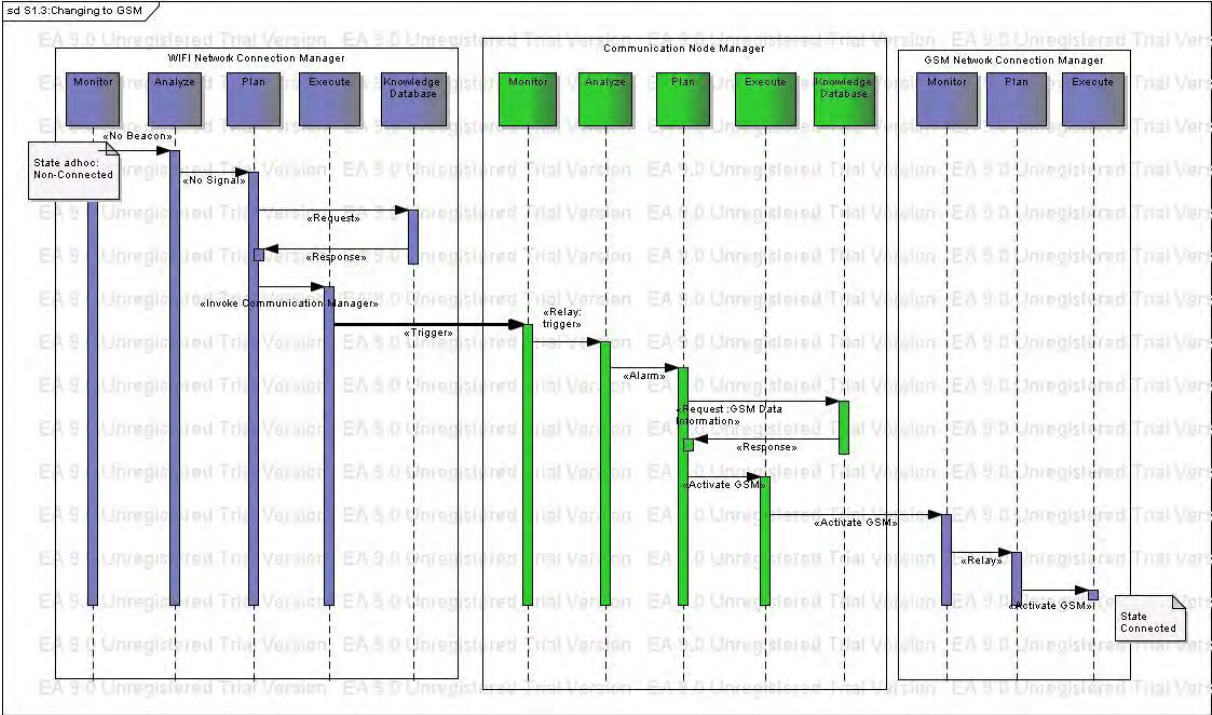 sd S1.3:Changing to GSM
WIFI Network Connection Manager
Communication Node Manager
GSM Network Connection Manager
Monitor
Analyze
Plan
Execute
Knowledge
Database
Monitor
Analyze
Plan
Execute
Knowledge
Database
Monitor
Plan
Execute
«No Beacon»
State adhoc:
Non-Connected
«No Signal»
«Request»
«Response»
«Invoke Communication Manager»
«Trigger»
«Relay:
trigger»
«Alarm»
«Request :GSM Data
Information»
«Response»
«Activate GSM»
«Activate GSM»
«Relay»
«Activate GSM»
State
Connected
EA 9.0 Unregistered Trial Version